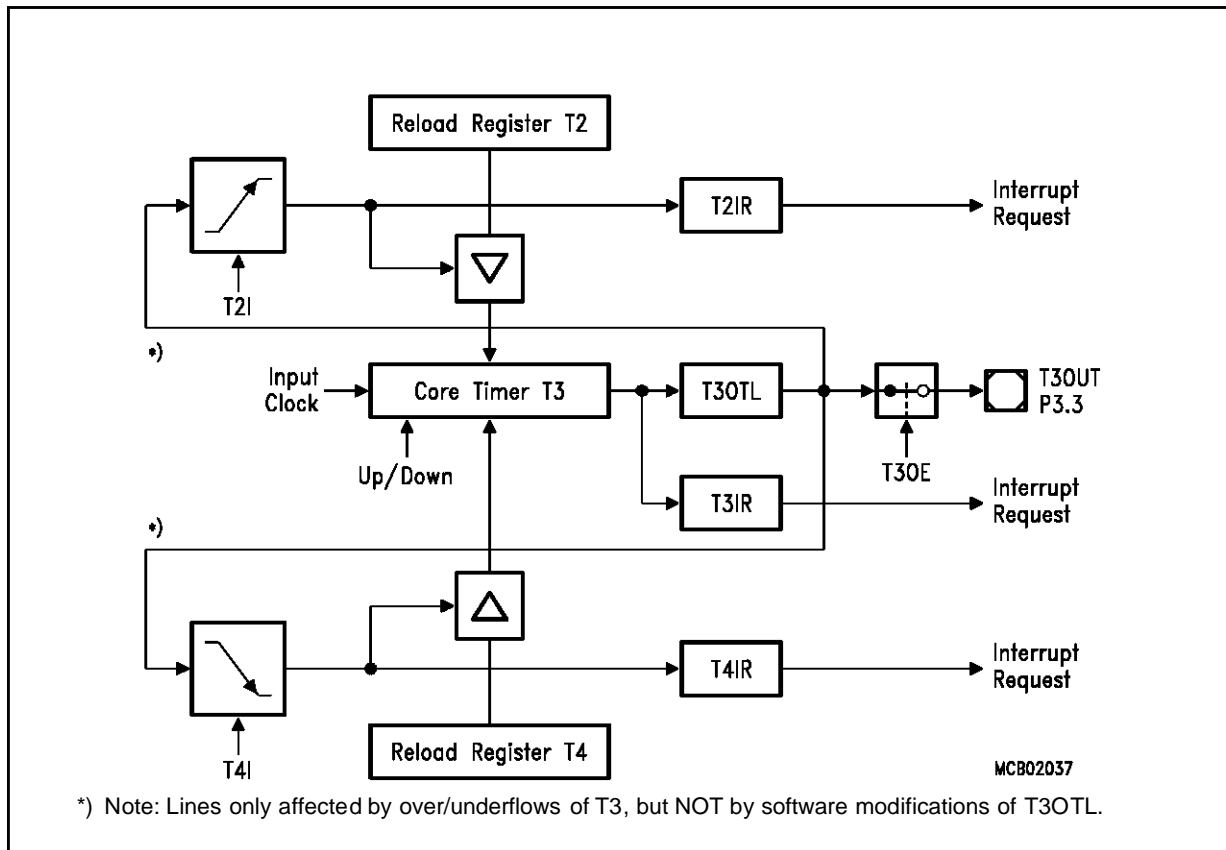 Reload Register T2
T2IR
Interrupt
Request
T2I
*)
Input
Clock
Core Timer T3
T3OTL
T3OUT
P3.3
Up/Down
T3OE
T3IR
Interrupt
Request
*)
T4IR
Interrupt
Request
T4I
Reload Register T4
MCB02037
*) Note: Lines only affected by over/underflows of T3, but NOT by software modifications of T3OTL.